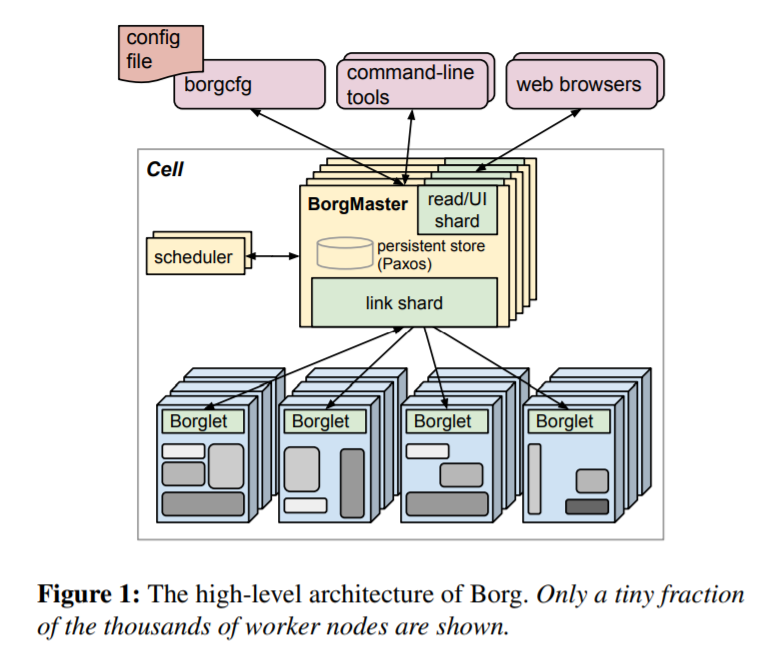 config
file
borgcfg
command-line
tools
web browsers
Cell
BorgMaster
read/UI
shard
persistent store
(Paxos)
scheduler
link shard
Borglet
Borglet
Borglet
Borglet
Figure 1: The high-level architecture of Borg. Only a tiny fraction
of the thousands of worker nodes are shown.